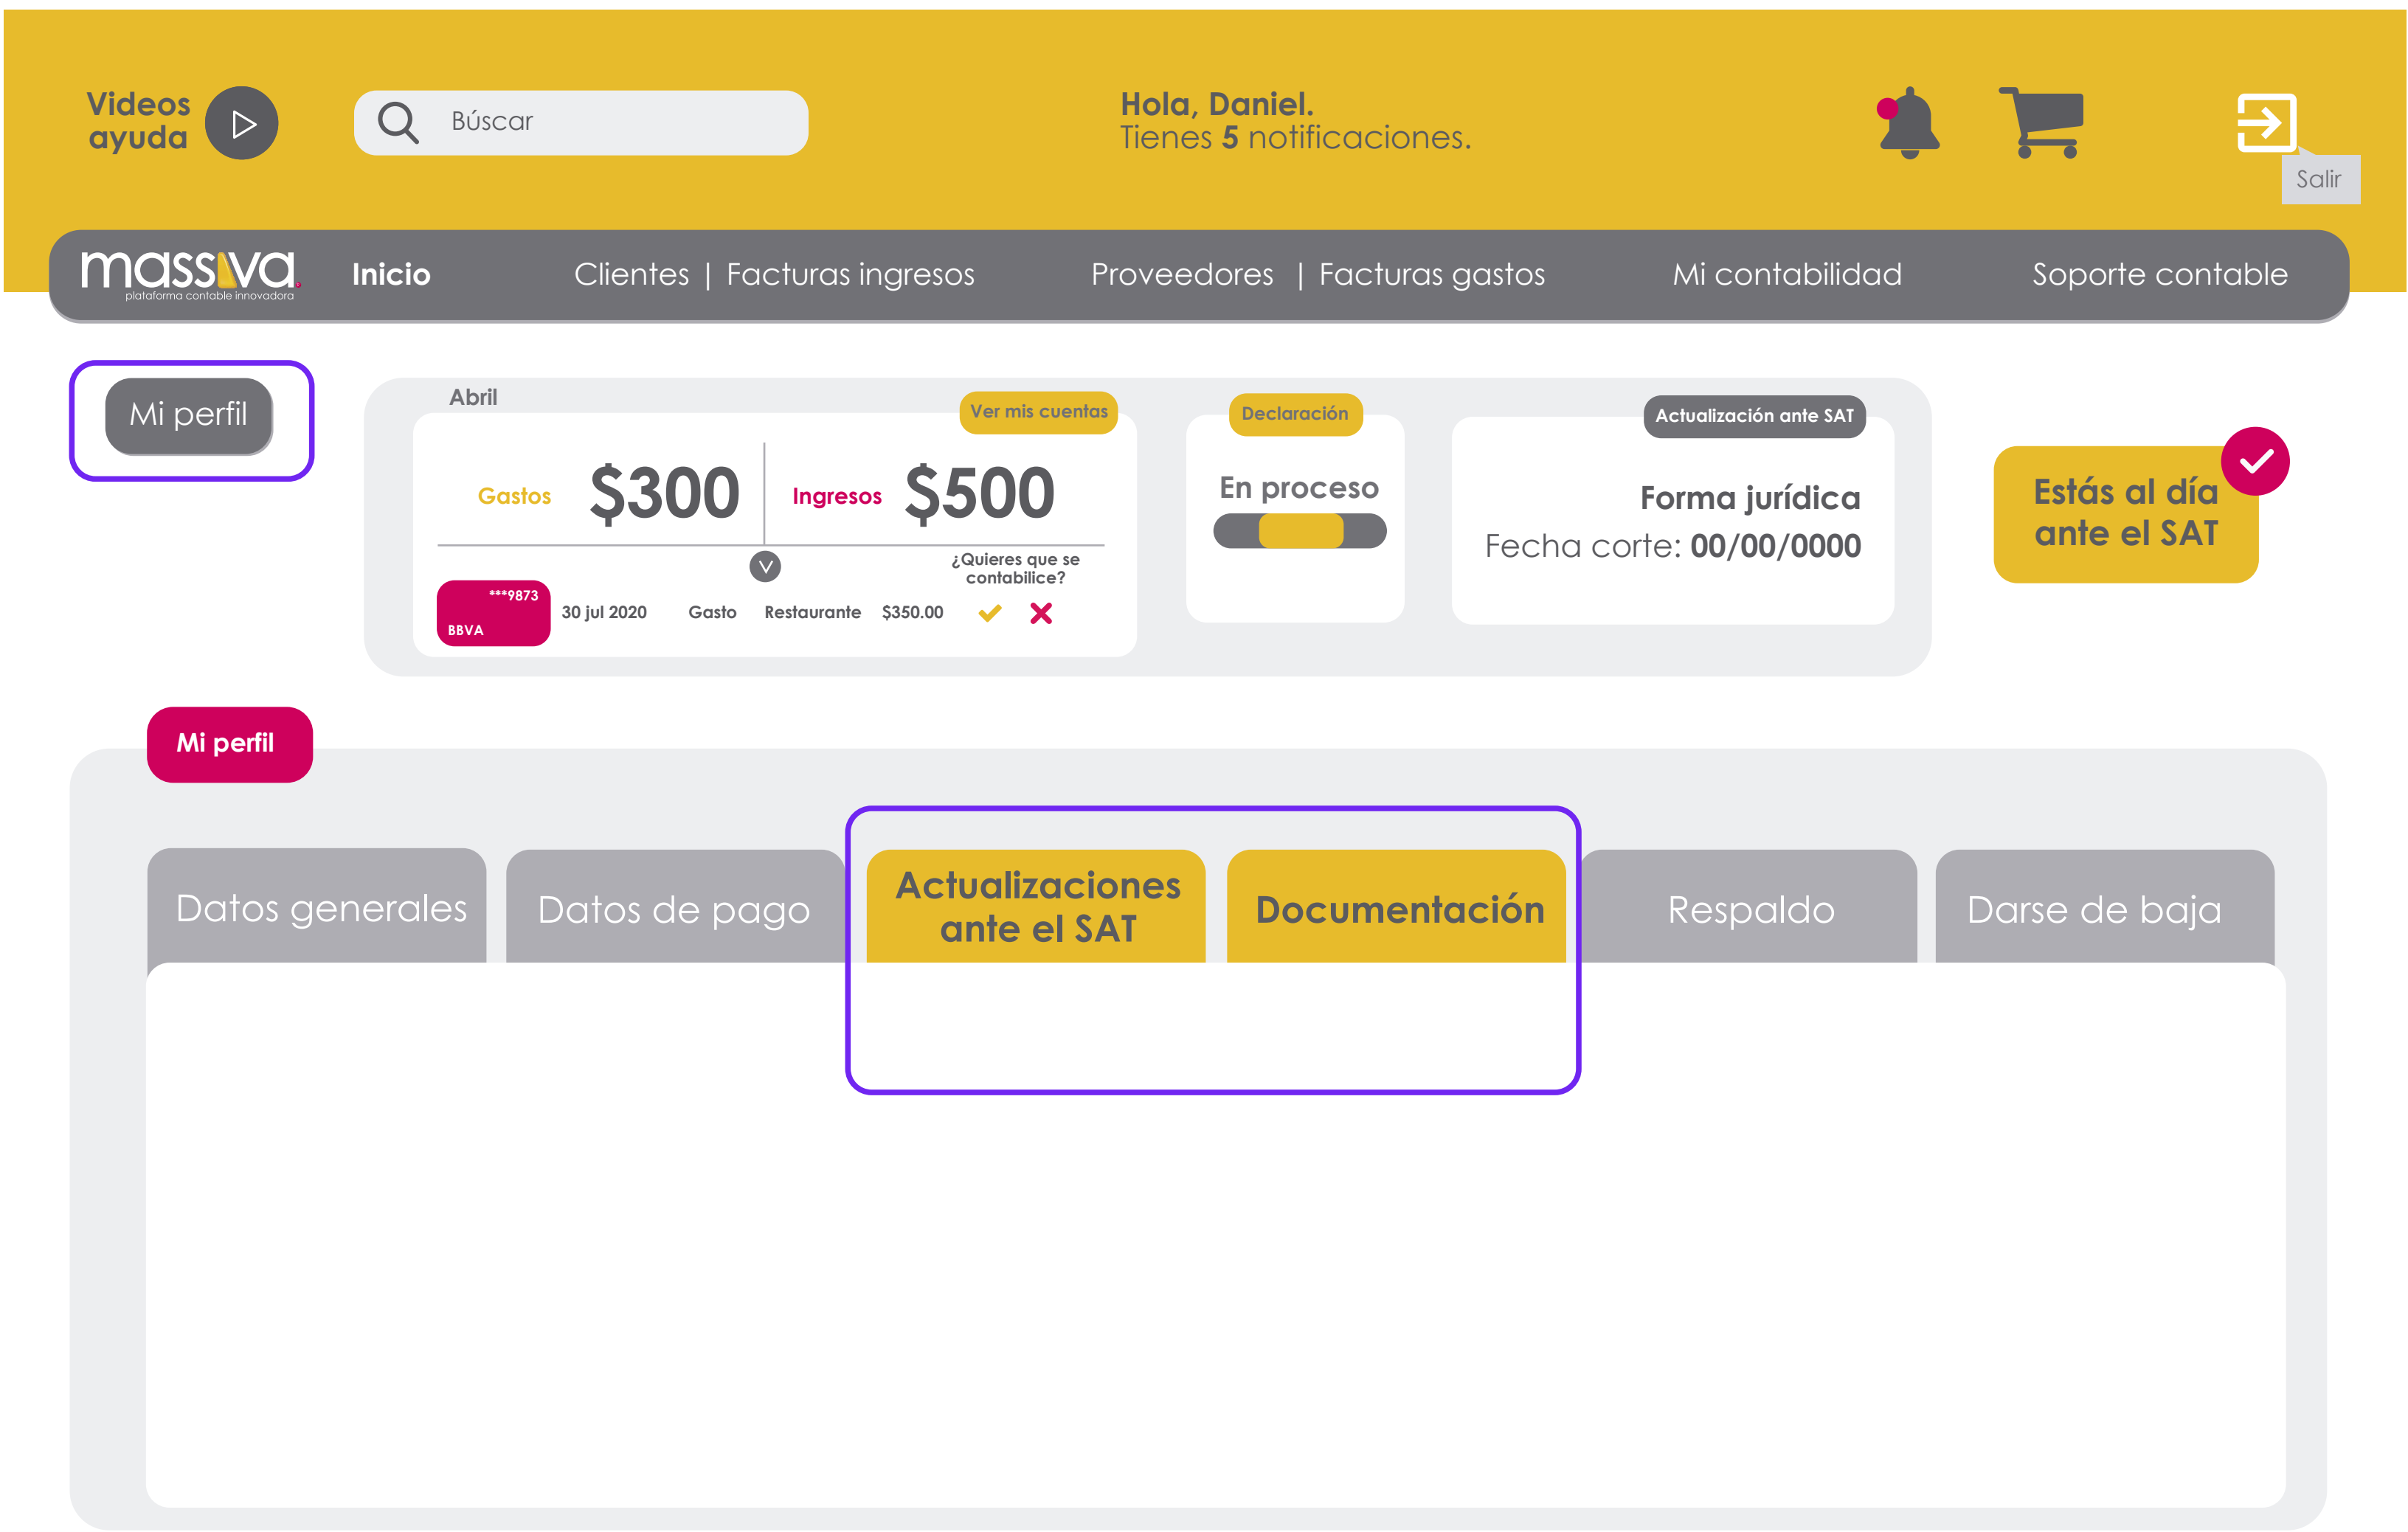 Videos
ayuda
Búscar
Hola, Daniel.
Tienes 5 notificaciones.
Salir
massiva.
plataforma contable innovadora
Inicio
Clientes | Facturas ingresos
Proveedores | Facturas gastos
Mi contabilidad
Soporte contable
Mi perfil
Abril
Ver mis cuentas
Gastos $300
Ingresos $500
¿Quieres que se
contabilice?
***9873
BBVA
30 jul 2020 Gasto Restaurante $350.00
Declaración
En proceso
Actualización ante SAT
Forma jurídica
Fecha corte: 00/00/0000
Estás al día
ante el SAT
Mi perfil
Datos generales
Datos de pago
Actualizaciones
ante el SAT
Documentación
Respaldo
Darse de baja